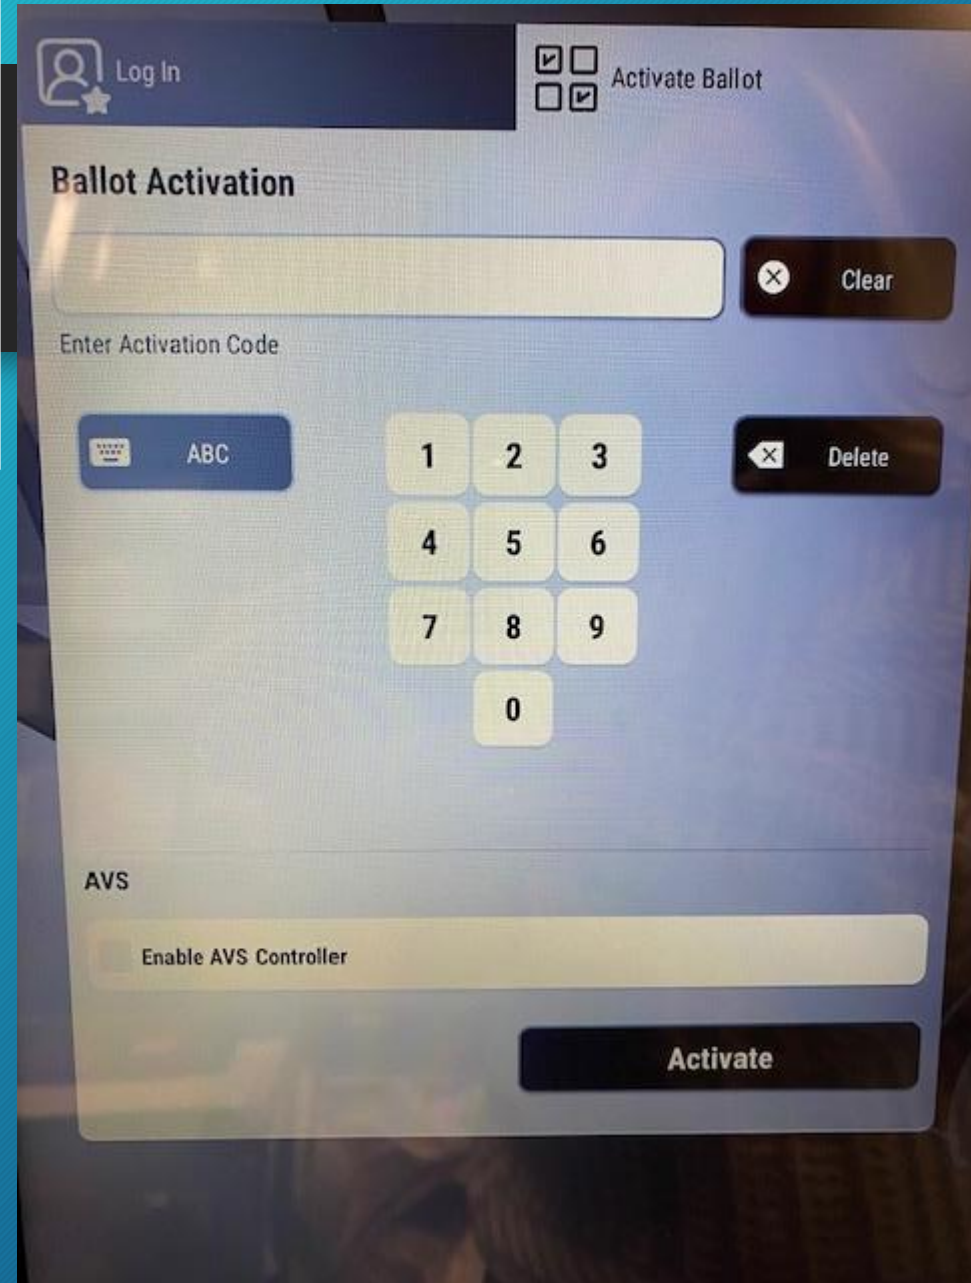 Log In
Activate Ballot
Ballot Activation
Clear
Enter Activation Code
ABC
1 2 3
Delete
4 5 6
7 8 9
0
AVS
Enable AVS Controller
Activate